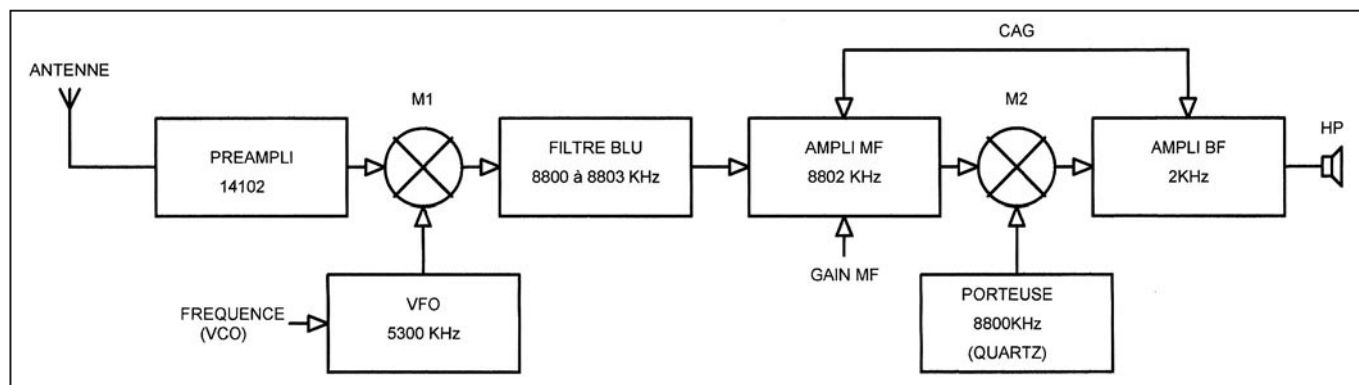 CAG
ANTENNE
M1
M2
HP
PREAMPLI
14102
FILTRE BLU
8800 à 8803 KHz
AMPLI MF
8802 KHz
AMPLI BF
2KHz
GAIN MF
FREQUENCE
(VCO)
VFO
5300 KHz
PORTEUSE
8800KHz
(QUARTZ)